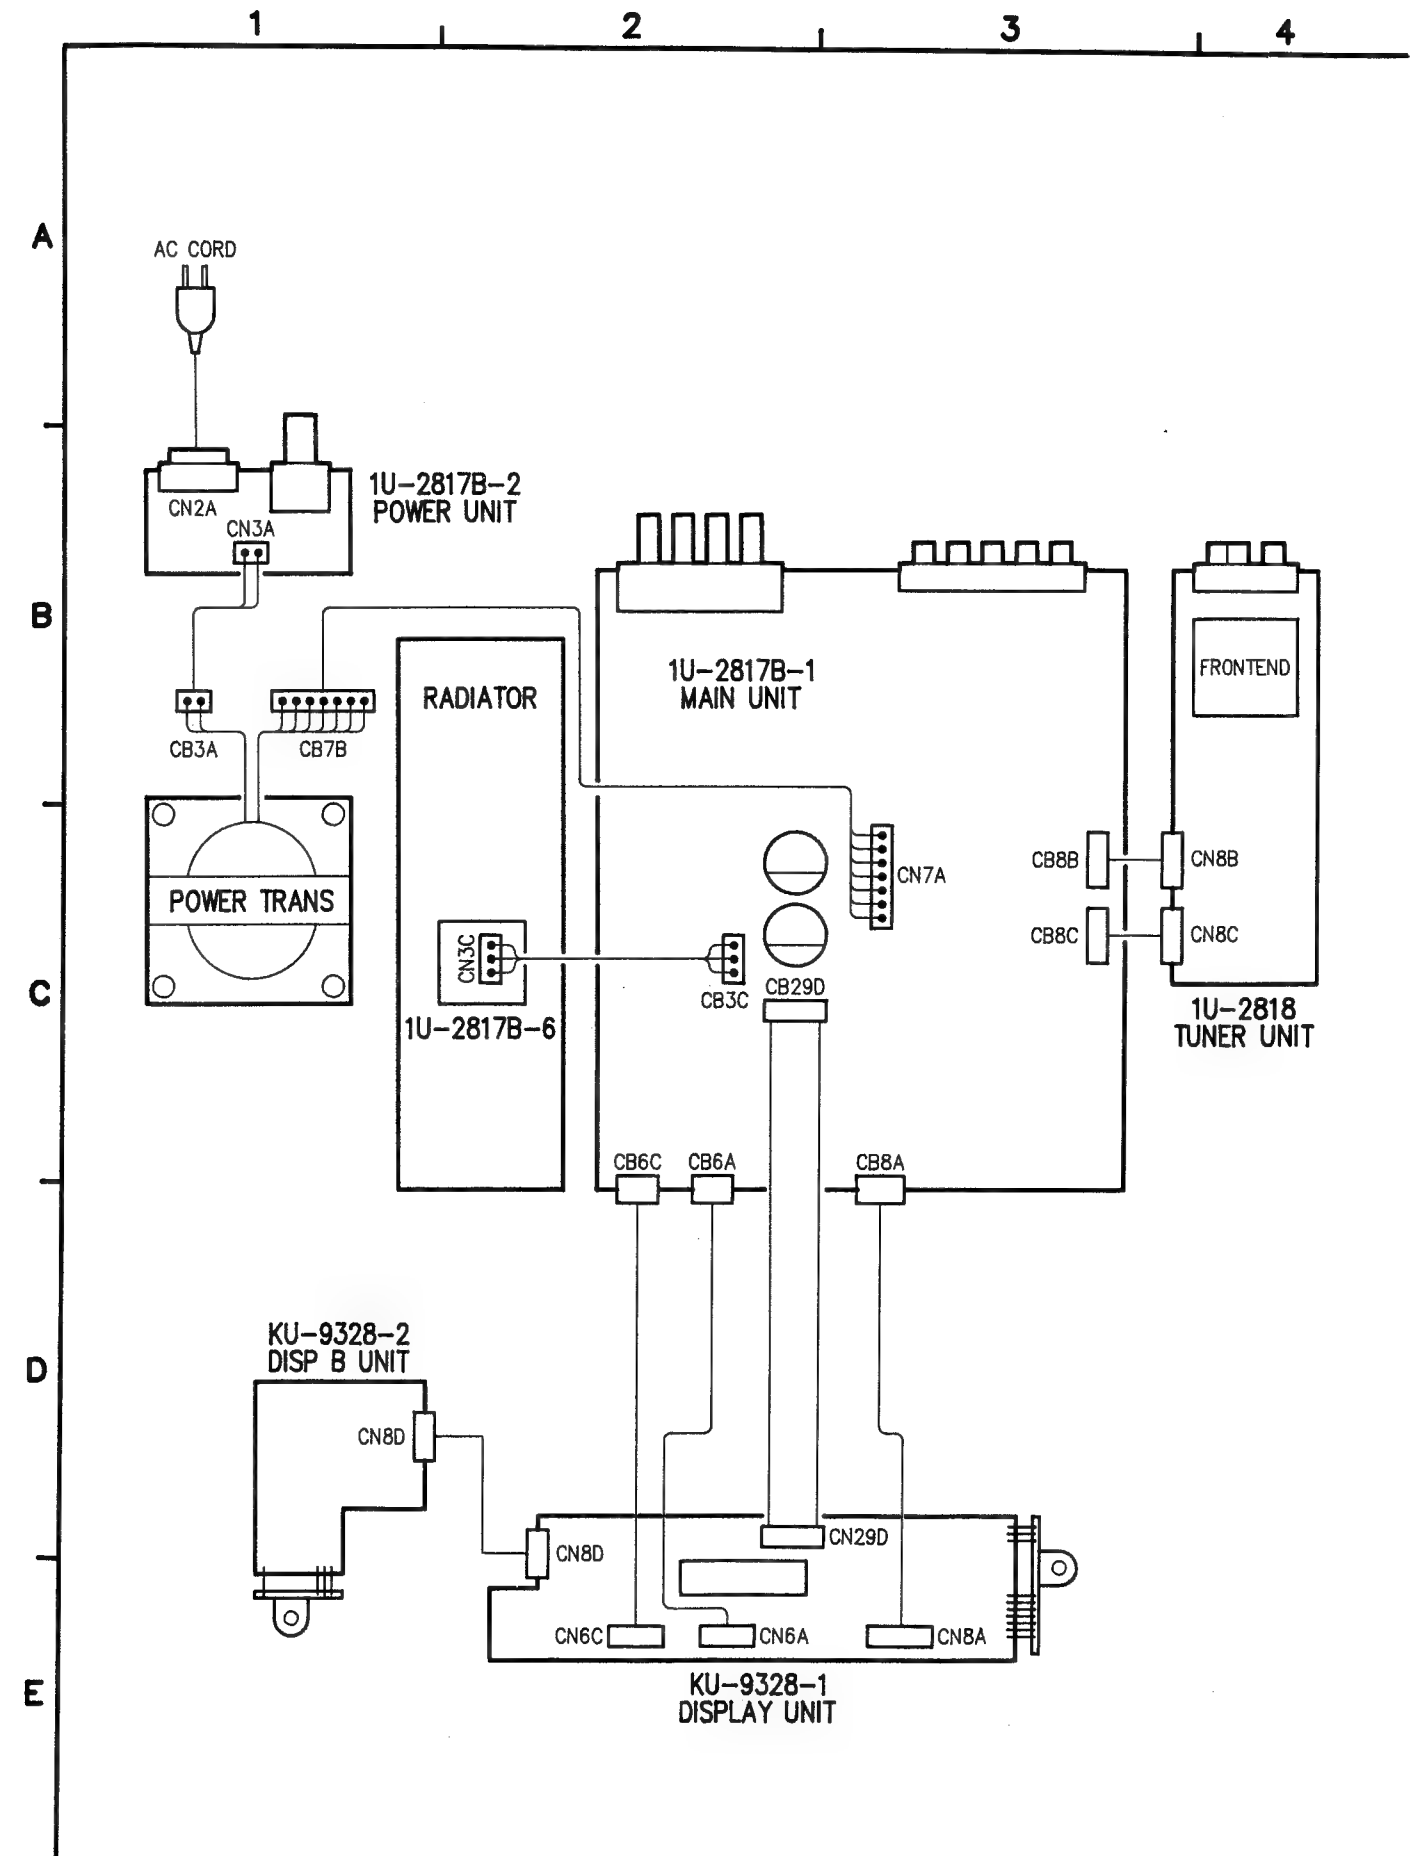 1 2 3 4
A
AC CORD
1U-2817B-2
POWER UNIT
CN2A
CN3A
B
1U-2817B-1
MAIN UNIT
FRONTEND
RADIATOR
CB3A
CB7B
POWER TRANS
CB8B
CN8B
CN7A
CB8C
CN8C
CN3C
C
CB3C
CB29D
1U-2818
TUNER UNIT
1U-2817B-6
CB6C
CB6A
CB8A
KU-9328-2
DISP B UNIT
D
CN8D
CN29D
CN8D
CN6C
CN6A
CN8A
KU-9328-1
DISPLAY UNIT
E